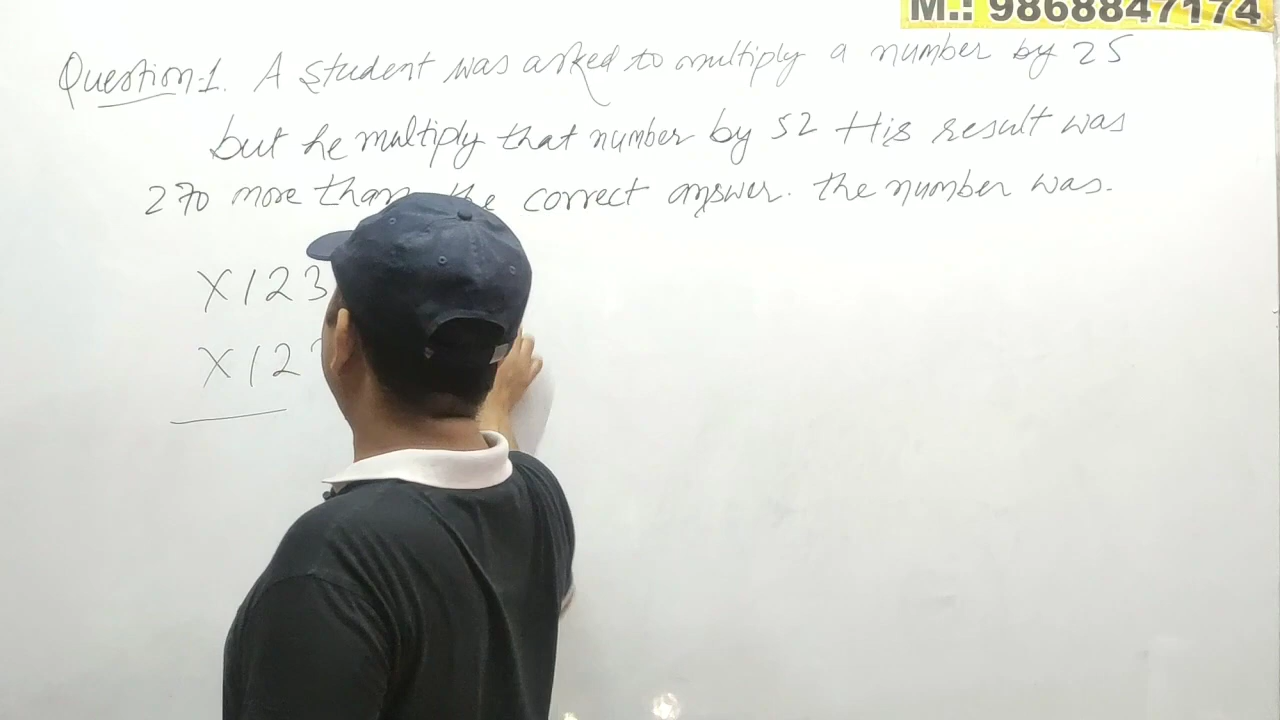 M.: 9868847174
Question-1. A student was asked to multiply a number by 25
but he multiply that number by 52 His result was
270 more than the correct answer. the number was.
X123
X12